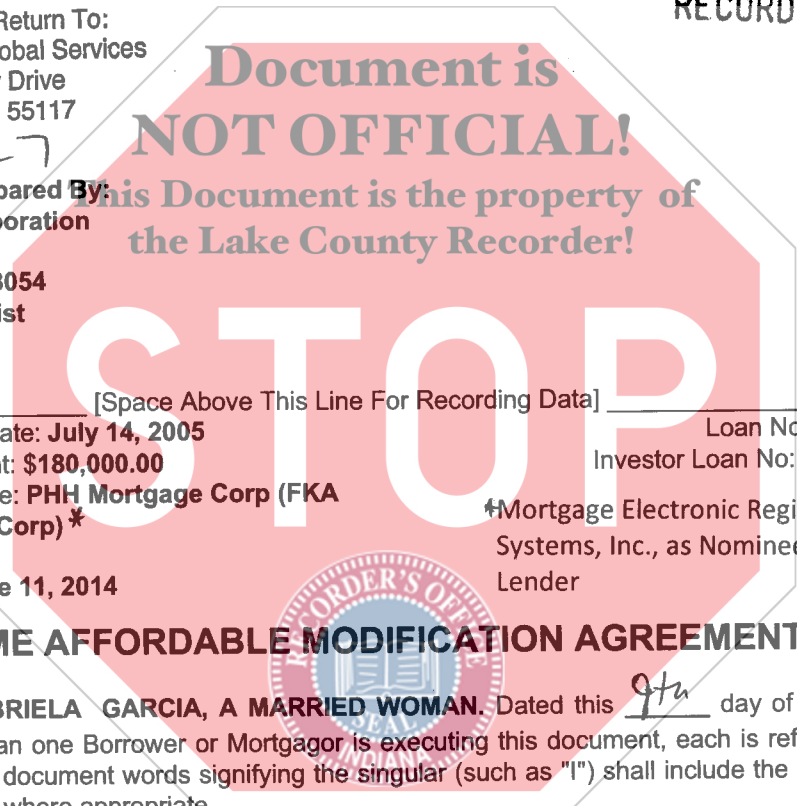 RECORD
Return To:
obal Services
Drive
55117
Document is
NOT OFFICIAL!
pared By:
This Document is the property of
oration
the Lake County Recorder!
3054
ist
STOP
[Space Above This Line For Recording Data]
ate: July 14, 2005
Loan No
t: $180,000.00
Investor Loan No:
e: PHH Mortgage Corp (FKA
Corp) *
*Mortgage Electronic Regi
Systems, Inc., as Nominee
Lender
e 11, 2014
RECORDER'S OFFICE
ME AFFORDABLE MODIFICATION AGREEMENT
BRIELA GARCIA, A MARRIED WOMAN. Dated this 9th day of
an one Borrower or Mortgagor is executing this document, each is ref
document words signifying the singular (such as "I") shall include the
where appropriate
SEAL
INDIANA